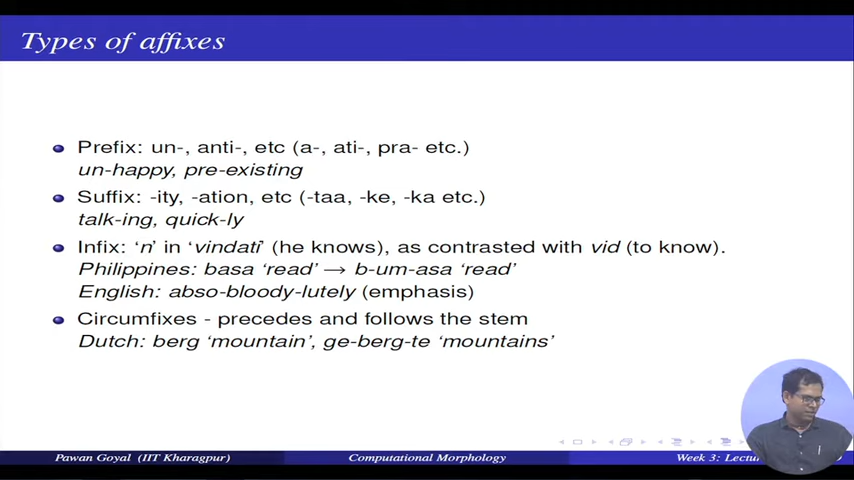 Types of affixes
Prefix: un-, anti-, etc (a-, ati-, pra- etc.)
un-happy, pre-existing
Suffix: -ity, -ation, etc (-taa, -ke, -ka etc.)
talk-ing, quick-ly
Infix: ‘n’ in ‘vindati’ (he knows), as contrasted with vid (to know).
Philippines: basa ‘read’ → b-um-asa ‘read’
English: abso-bloody-lutely (emphasis)
Circumfixes - precedes and follows the stem
Dutch: berg ‘mountain’, ge-berg-te ‘mountains’
Pawan Goyal (IIT Kharagpur) Computational Morphology Week 3: